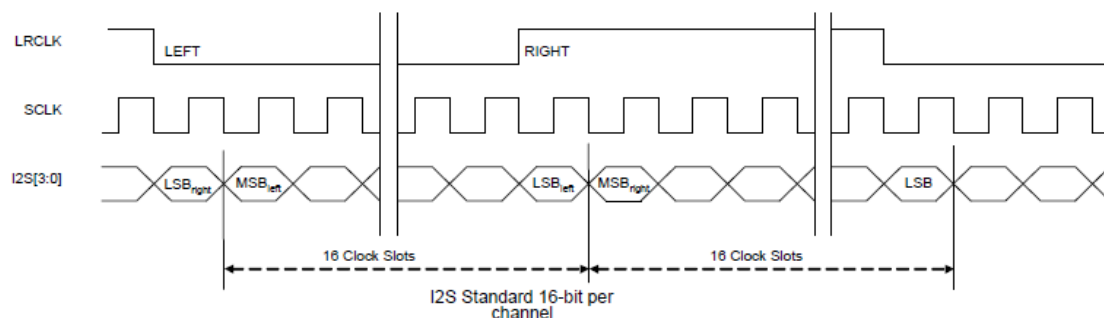 LRCLK
LEFT
RIGHT
SCLK
I2S[3:0]
LSBright
MSBleft
LSBleft
MSBright
LSB
16 Clock Slots
16 Clock Slots
I2S Standard 16-bit per
channel